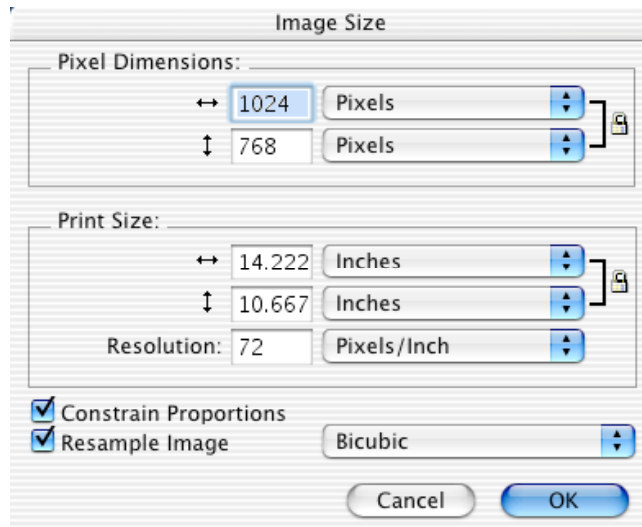 Image Size
Pixel Dimensions:
1024 Pixels
768 Pixels
Print Size:
14.222 Inches
10.667 Inches
Resolution: 72 Pixels/Inch
Constrain Proportions
Resample Image Bicubic
Cancel OK